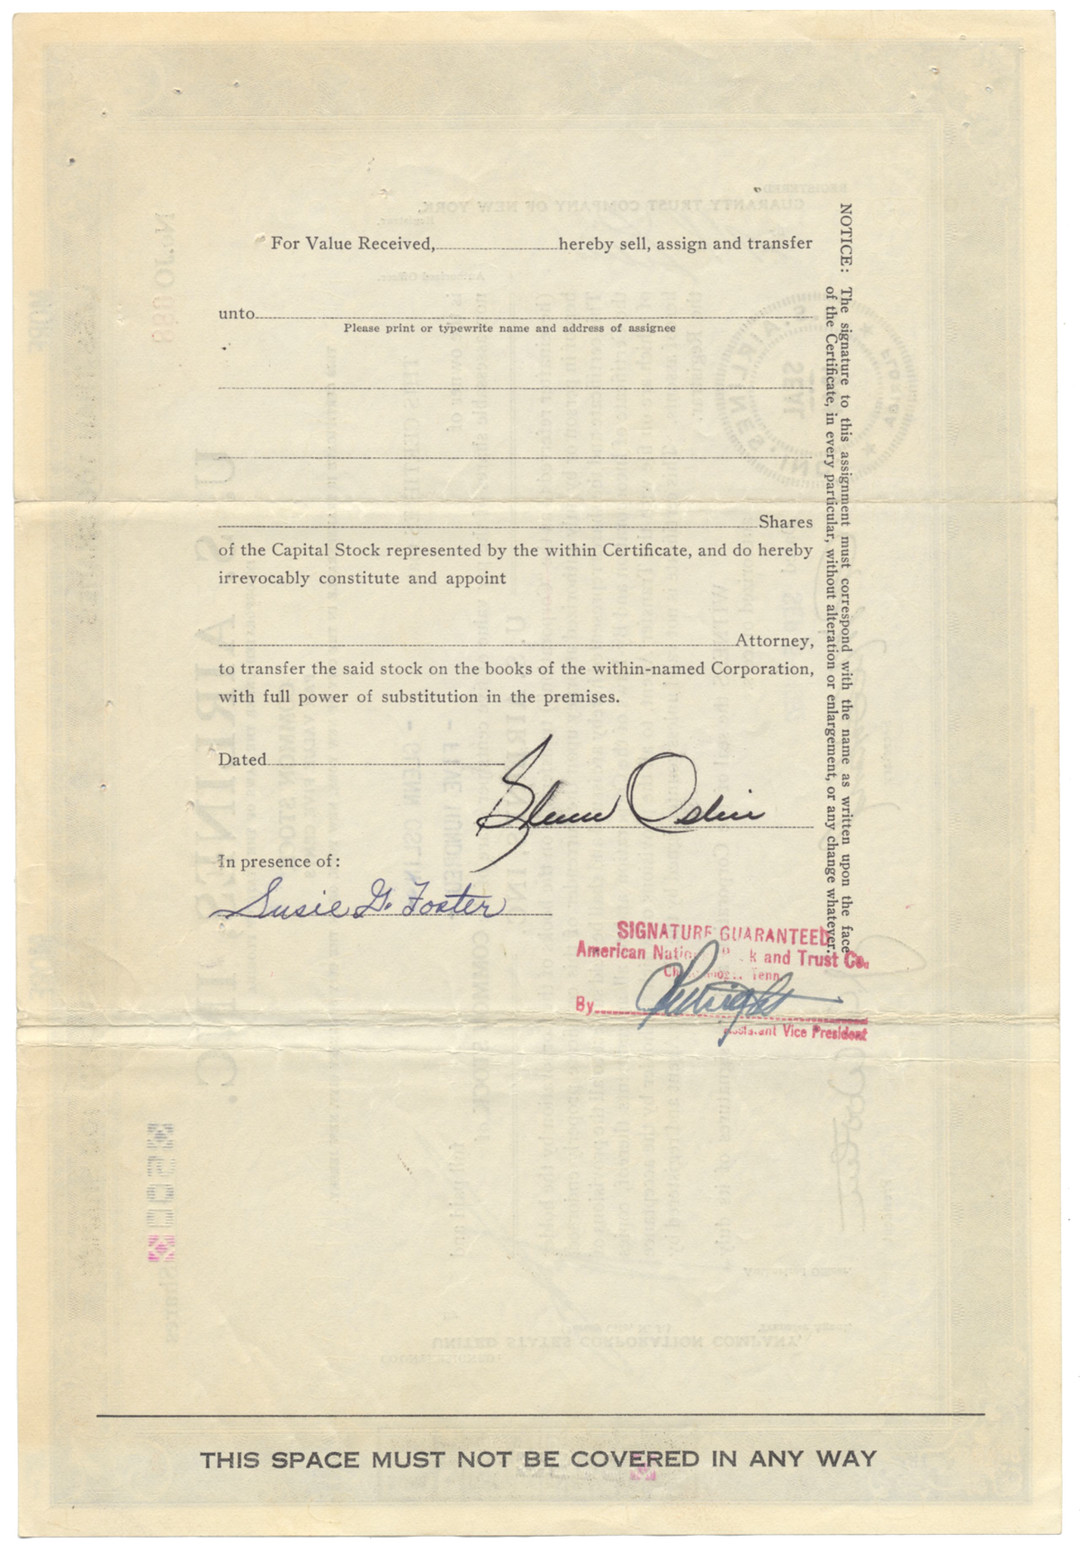 For Value Received, hereby sell, assign and transfer
unto
Please print or typewrite name and address of assignee
Shares
of the Capital Stock represented by the within Certificate, and do hereby
irrevocably constitute and appoint
Attorney,
to transfer the said stock on the books of the within-named Corporation,
with full power of substitution in the premises.
Dated
Glenn
In presence of:
Susie G. Foster
SIGNATURE GUARANTEED
American National and Trust Co.
Tenn
By
Assistant Vice President
NOTICE: The signature to this assignment must correspond with the name as written upon the face
of the Certificate, in every particular, without alteration or enlargement, or any change whatever.
THIS SPACE MUST NOT BE COVERED IN ANY WAY